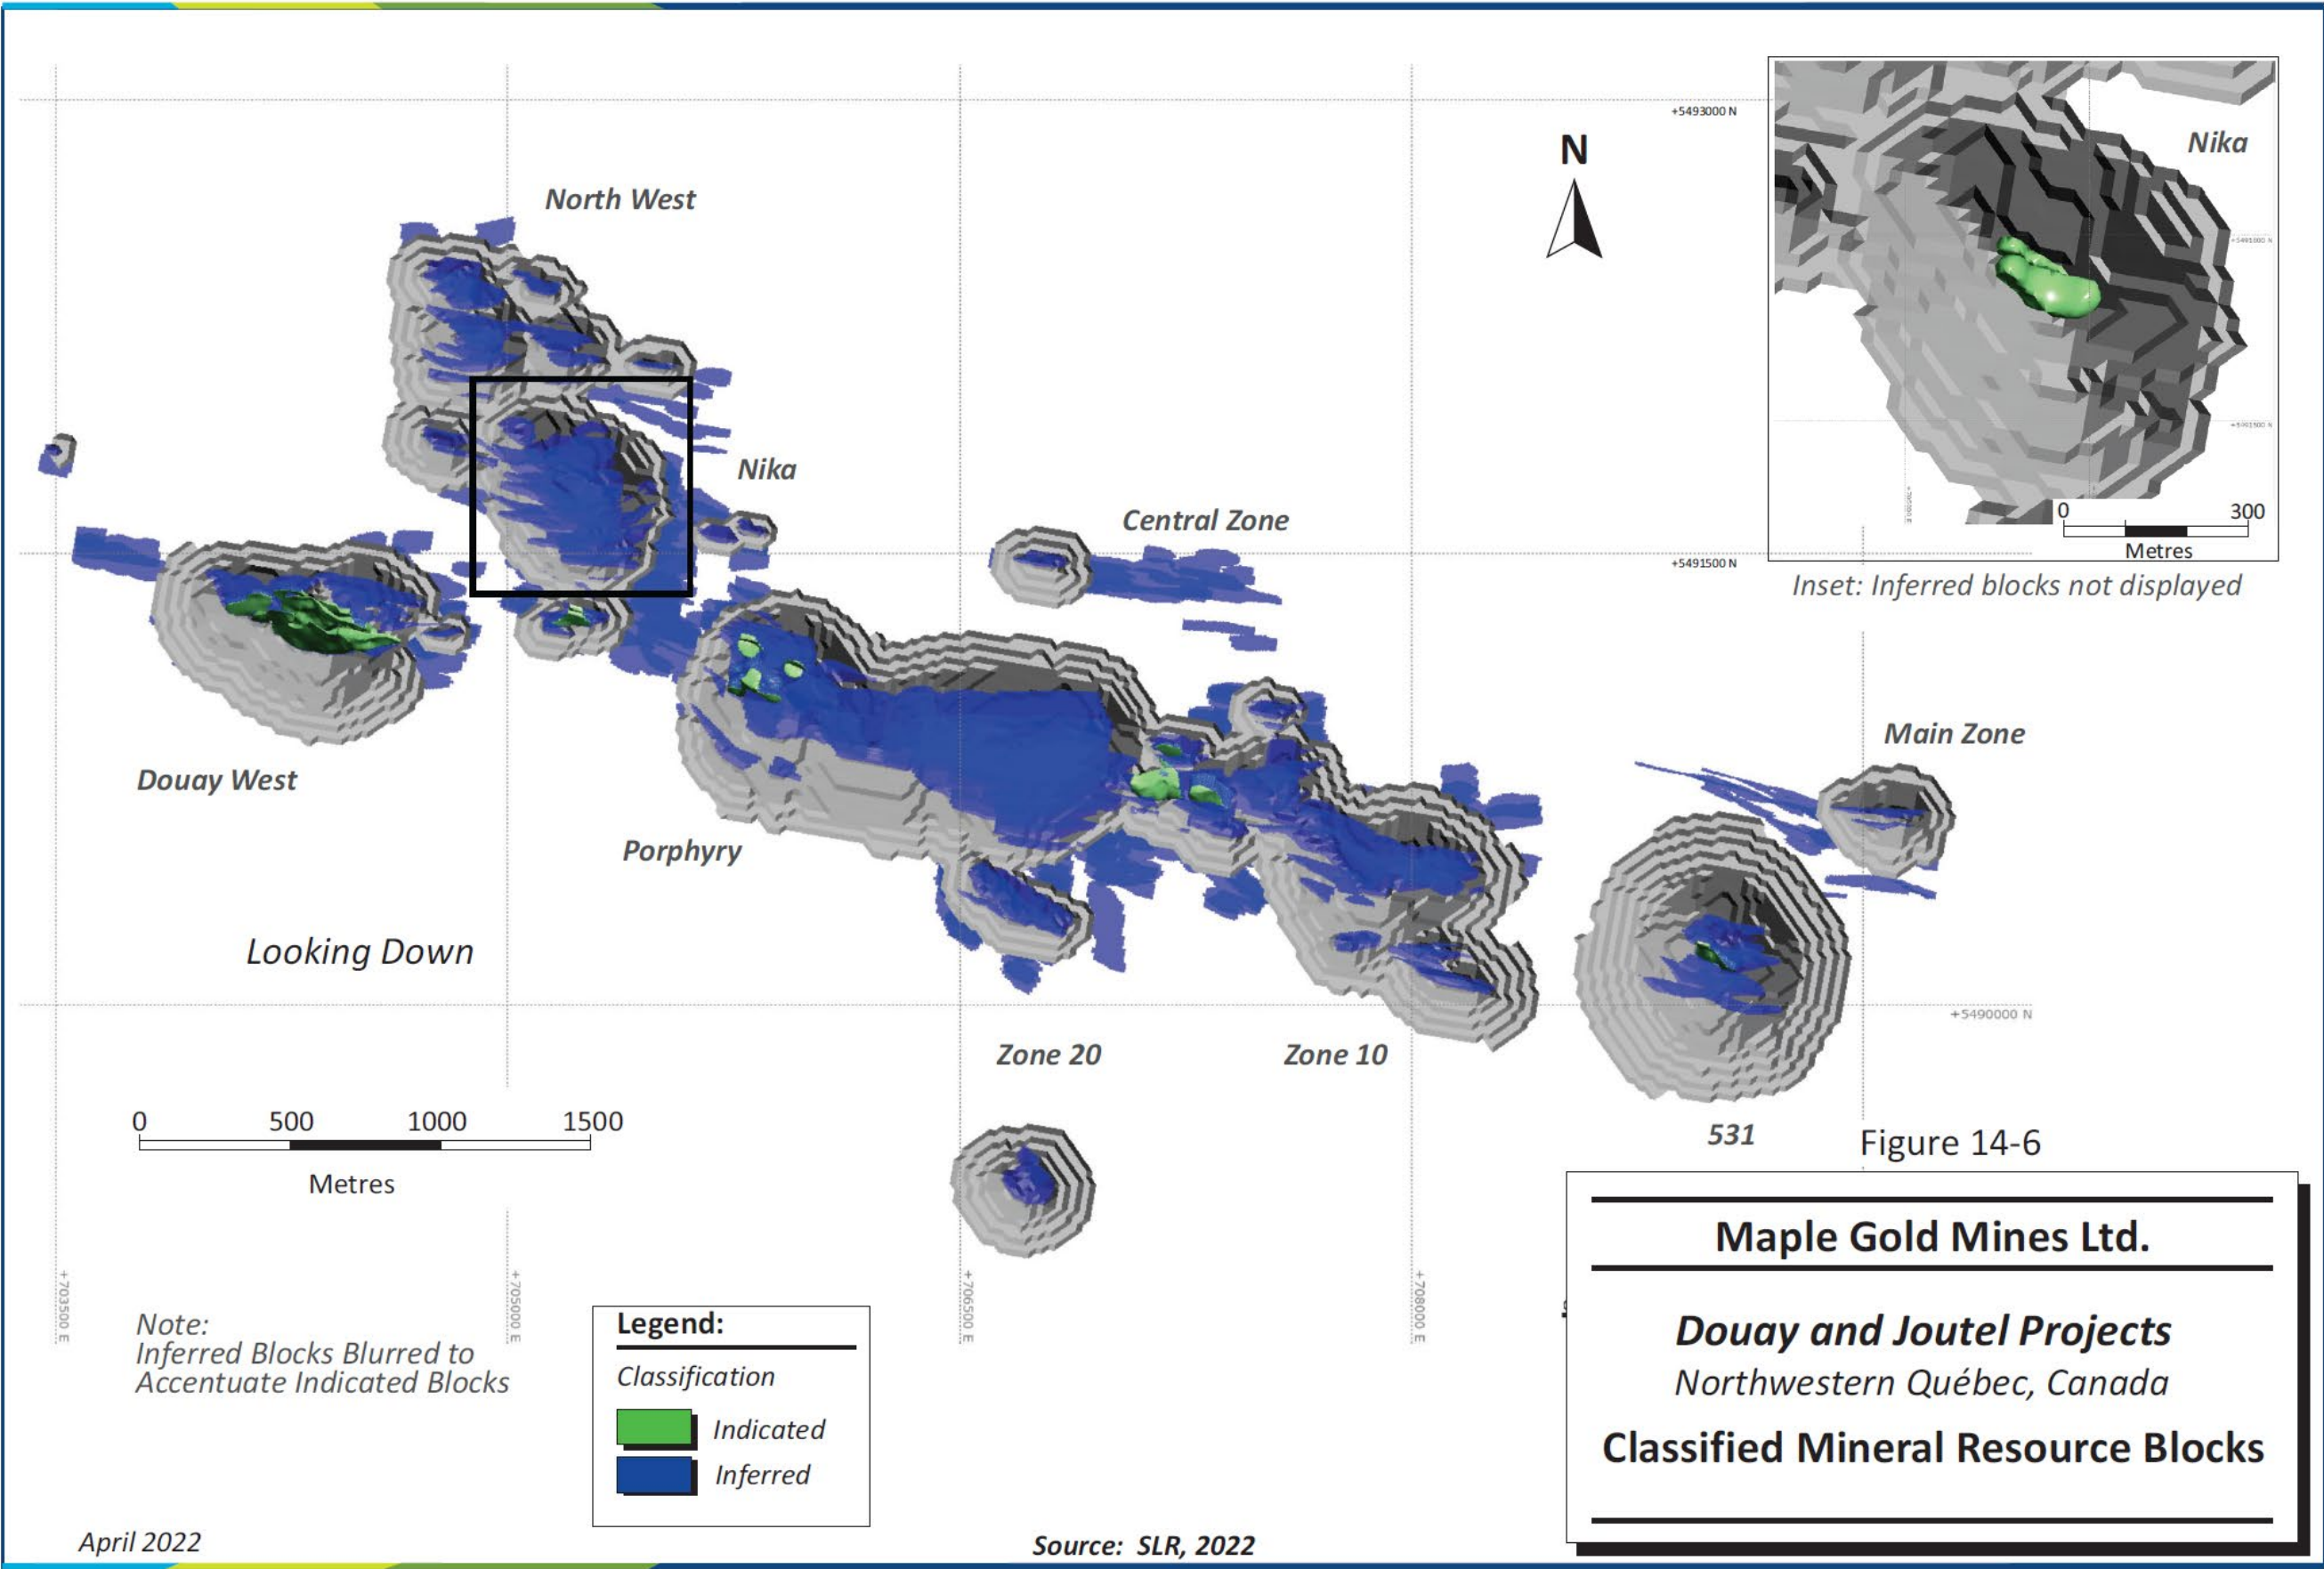 +5493000 N
N
Nika
North West
+5491000 N
+5491500 N
0 300
Metres
Inset: Inferred blocks not displayed
Nika
Central Zone
+5491500 N
Main Zone
Douay West
Porphyry
Looking Down
+5490000 N
Zone 20
Zone 10
0 500 1000 1500
Metres
531
Figure 14-6
+703500 E
+705000 E
+706500 E
+708000 E
Note:
Inferred Blocks Blurred to
Accentuate Indicated Blocks
Legend:
Classification
Indicated
Inferred
Maple Gold Mines Ltd.
Douay and Joutel Projects
Northwestern Québec, Canada
Classified Mineral Resource Blocks
April 2022
Source: SLR, 2022